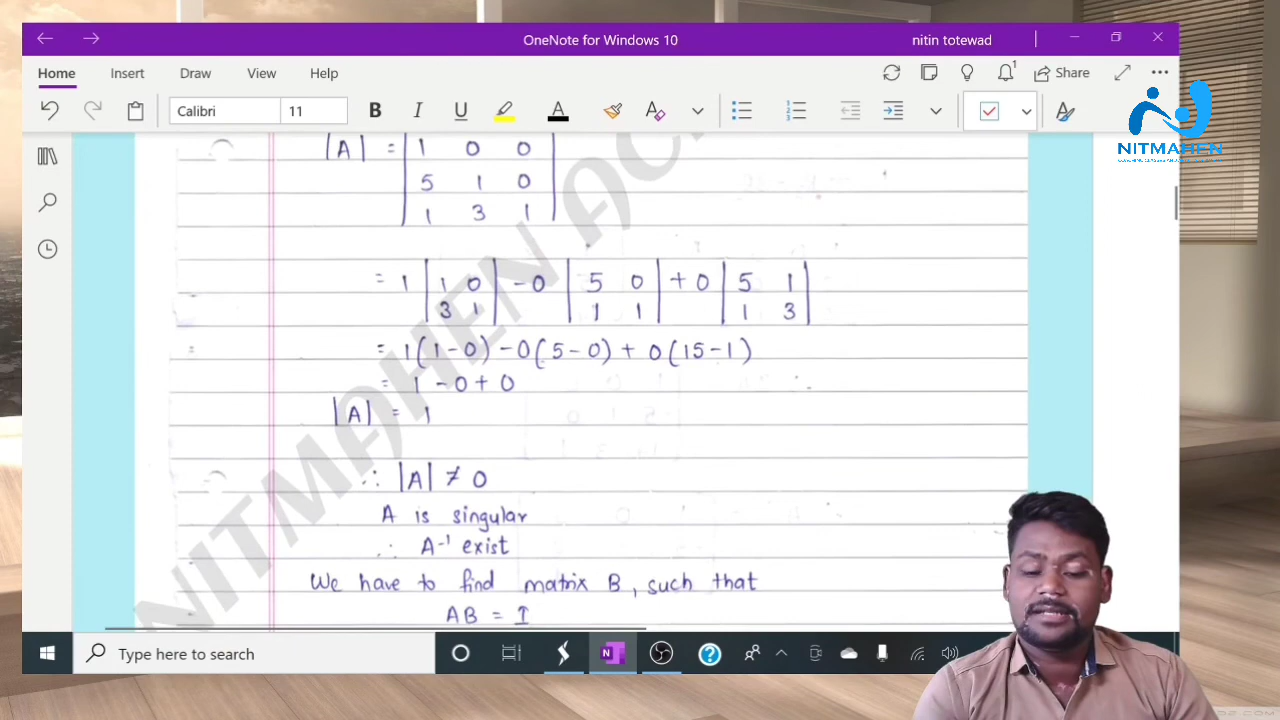 OneNote for Windows 10
nitin totewad
Home Insert Draw View Help
Share
Calibri 11 B I U A
|A| = | 1 0 0 |
| 5 1 0 |
| 1 3 1 |
= 1 | 1 0 | - 0 | 5 0 | + 0 | 5 1 |
| 3 1 | | 1 1 | | 1 3 |
= 1(1-0) - 0(5-0) + 0(15-1)
= 1 - 0 + 0
|A| = 1
∴ |A| ≠ 0
A is singular
∴ A⁻¹ exist
We have to find matrix B, such that
AB = I
NITMAHEN
Type here to search